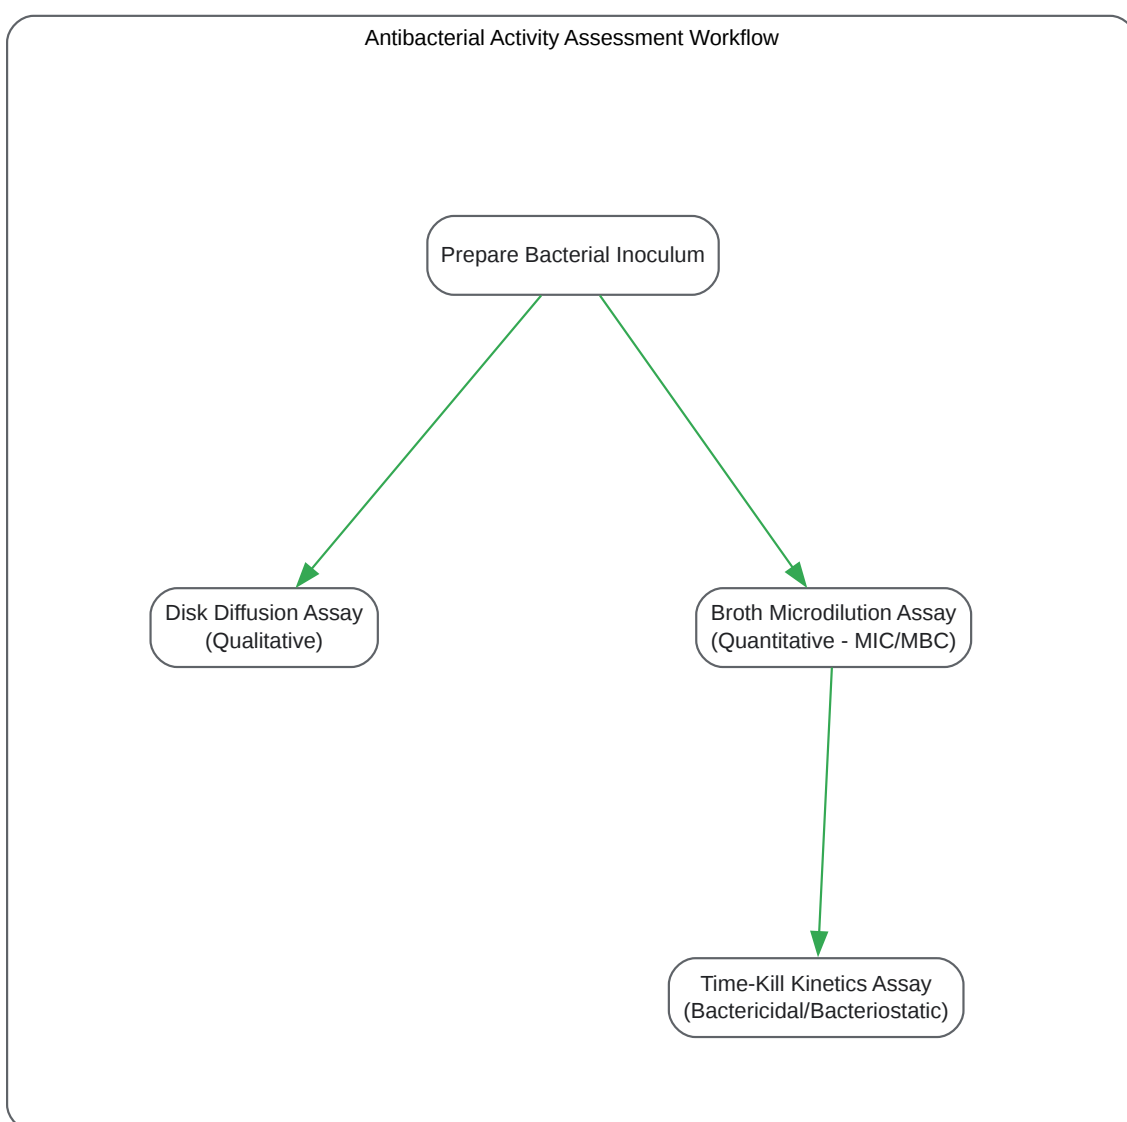 Antibacterial Activity Assessment Workflow
Prepare Bacterial Inoculum
Disk Diffusion Assay
(Qualitative)
Broth Microdilution Assay
(Quantitative - MIC/MBC)
Time-Kill Kinetics Assay
(Bactericidal/Bacteriostatic)